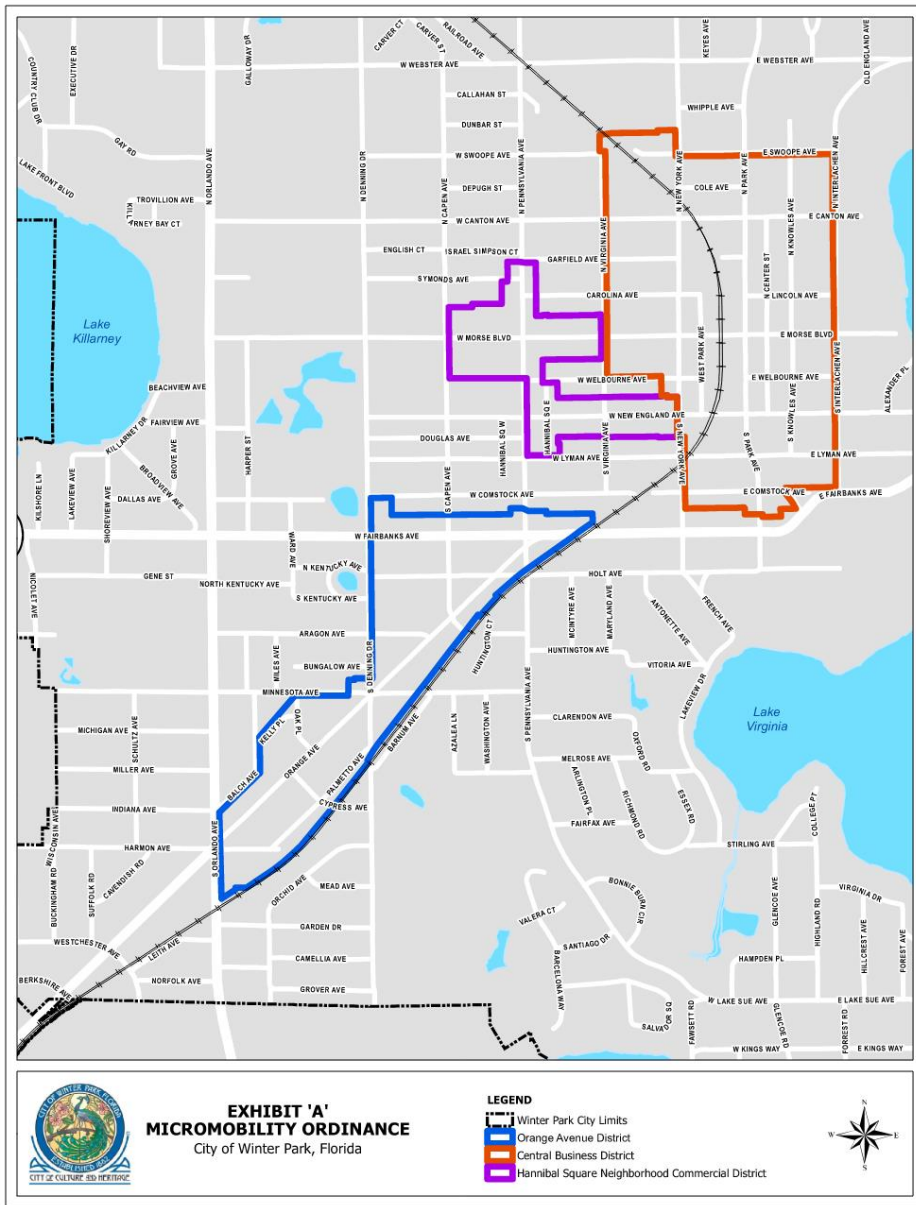 CARVER CT
CARVER ST
RAILROAD AVE
KEYES AVE
OLD ENGLAND AVE
COUNTRY CLUB DR
EXECUTIVE DR
GALLOWAY DR
W WEBSTER AVE
E WEBSTER AVE
CALLAHAN ST
WHIPPLE AVE
DUNBAR ST
GAY RD
N ORLANDO AVE
N DENNING DR
W SWOOPE AVE
N PENNSYLVANIA AVE
N NEW YORK AVE
N PARK AVE
E SWOOPE AVE
N INTERLACHEN AVE
LAKE FRONT BLVD
DEPUGH ST
COLE AVE
TROVILLION AVE
N CAPEN AVE
W CANTON AVE
E CANTON AVE
N KNOWLES AVE
ENGLISH CT
ISRAEL SIMPSON CT
GARFIELD AVE
N VIRGINIA AVE
N CENTER ST
SYMONDS AVE
CAROLINA AVE
N LINCOLN AVE
Lake
Killarney
W MORSE BLVD
WEST PARK AVE
E MORSE BLVD
BEACHVIEW AVE
W WELBOURNE AVE
E WELBOURNE AVE
S INTERLACHEN AVE
ALEXANDER PL
KILLARNEY DR
FAIRVIEW AVE
GROVE AVE
HARPER ST
DOUGLAS AVE
HANNIBAL SQ W
HANNIBAL SQ E
W NEW ENGLAND AVE
S VIRGINIA AVE
S NEW YORK AVE
S KNOWLES AVE
S PARK AVE
W LYMAN AVE
E LYMAN AVE
KILSHORE LN
LAKEVIEW AVE
SHOREVIEW AVE
BROADVIEW AVE
DALLAS AVE
S CAPEN AVE
W COMSTOCK AVE
E COMSTOCK AVE
E FAIRBANKS AVE
W FAIRBANKS AVE
WARD AVE
N KENTUCKY AVE
NICOLET AVE
GENE ST
NORTH KENTUCKY AVE
HOLT AVE
S KENTUCKY AVE
MCINTYRE AVE
MARYLAND AVE
ANTONETTE AVE
FRENCH AVE
ARAGON AVE
HUNTINGTON CT
HUNTINGTON AVE
VITORIA AVE
MILES AVE
BUNGALOW AVE
S DENNING DR
MINNESOTA AVE
LAKEVIEW DR
Lake
Virginia
MICHIGAN AVE
SCHULTZ AVE
KELLY PL
OAK PL
ORANGE AVE
PALMETTO AVE
BARNUM AVE
AZALEA LN
WASHINGTON AVE
S PENNSYLVANIA AVE
CLARENDON AVE
OXFORD RD
MILLER AVE
BALCH AVE
MELROSE AVE
ARLINGTON PL
RICHMOND RD
ESSEX RD
INDIANA AVE
CYPRESS AVE
FAIRFAX AVE
COLLEGE PT
WISCONSIN AVE
HARMON AVE
S ORLANDO AVE
STIRLING AVE
BUCKINGHAM RD
SUFFOLK RD
CAVENDISH RD
ORCHID AVE
MEAD AVE
BONNIE BURN CIR
GLENCOE AVE
HIGHLAND RD
VIRGINIA DR
VALERA CT
GARDEN DR
SANTIAGO DR
WESTCHESTER AVE
LEITH AVE
CAMELLIA AVE
BARCELONA WAY
HAMPDEN PL
HILLCREST AVE
FOREST AVE
BERKSHIRE AVE
NORFOLK AVE
GROVER AVE
W LAKE SUE AVE
E LAKE SUE AVE
FAWSETT RD
GLENCOE RD
FORREST RD
W KINGS WAY
E KINGS WAY
CITY OF WINTER PARK, FLORIDA
ESTABLISHED 1882
CITY OF CULTURE AND HERITAGE
EXHIBIT 'A'
MICROMOBILITY ORDINANCE
City of Winter Park, Florida
LEGEND
Winter Park City Limits
Orange Avenue District
Central Business District
Hannibal Square Neighborhood Commercial District
N
W
E
S